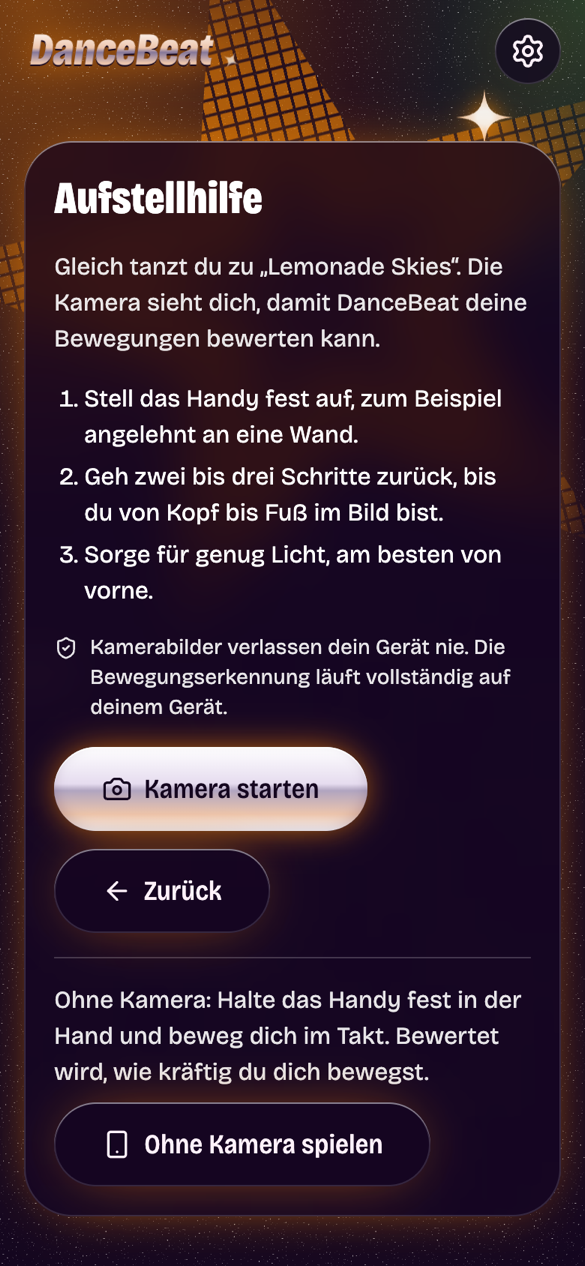 DanceBeat
Aufstellhilfe
Gleich tanzt du zu „Lemonade Skies“. Die
Kamera sieht dich, damit DanceBeat deine
Bewegungen bewerten kann.
1. Stell das Handy fest auf, zum Beispiel
angelehnt an eine Wand.
2. Geh zwei bis drei Schritte zurück, bis
du von Kopf bis Fuß im Bild bist.
3. Sorge für genug Licht, am besten von
vorne.
Kamerabilder verlassen dein Gerät nie. Die
Bewegungserkennung läuft vollständig auf
deinem Gerät.
Kamera starten
Zurück
Ohne Kamera: Halte das Handy fest in der
Hand und beweg dich im Takt. Bewertet
wird, wie kräftig du dich bewegst.
Ohne Kamera spielen